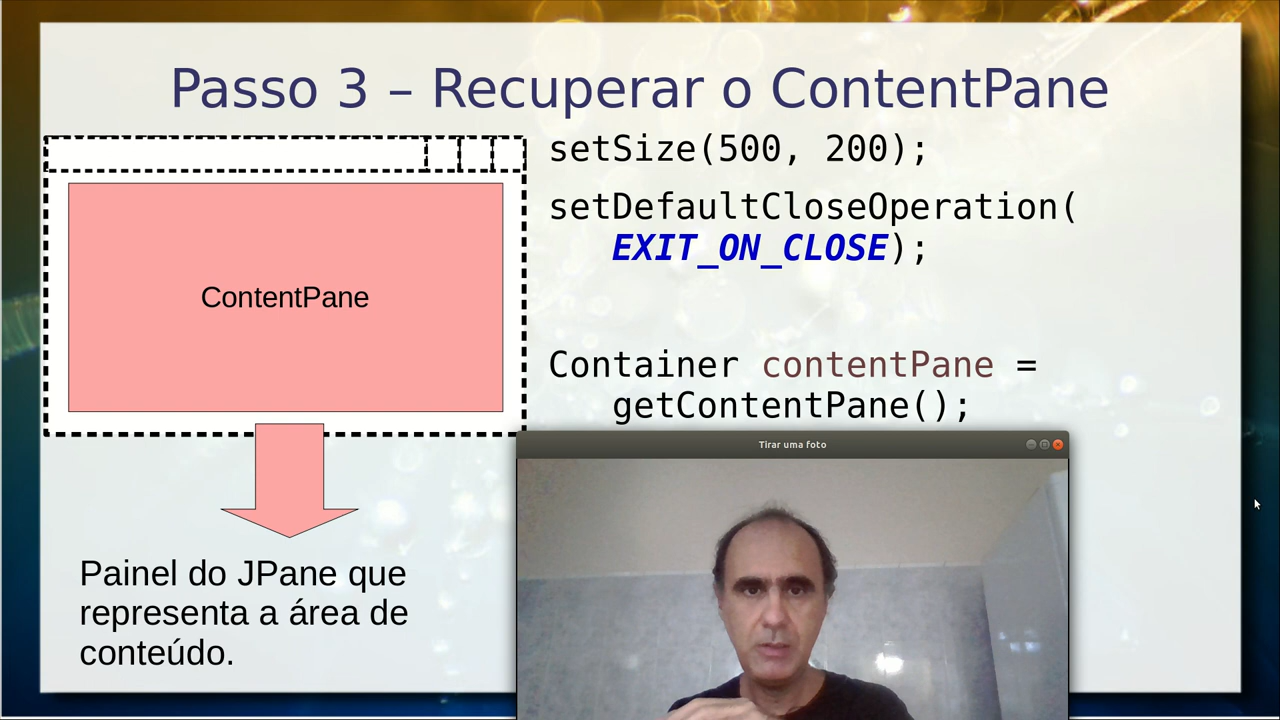 Passo 3 – Recuperar o ContentPane
ContentPane
Painel do JPane que
representa a área de
conteúdo.
setSize(500, 200);
setDefaultCloseOperation(
EXIT_ON_CLOSE);
Container contentPane =
getContentPane();
Tirar uma foto